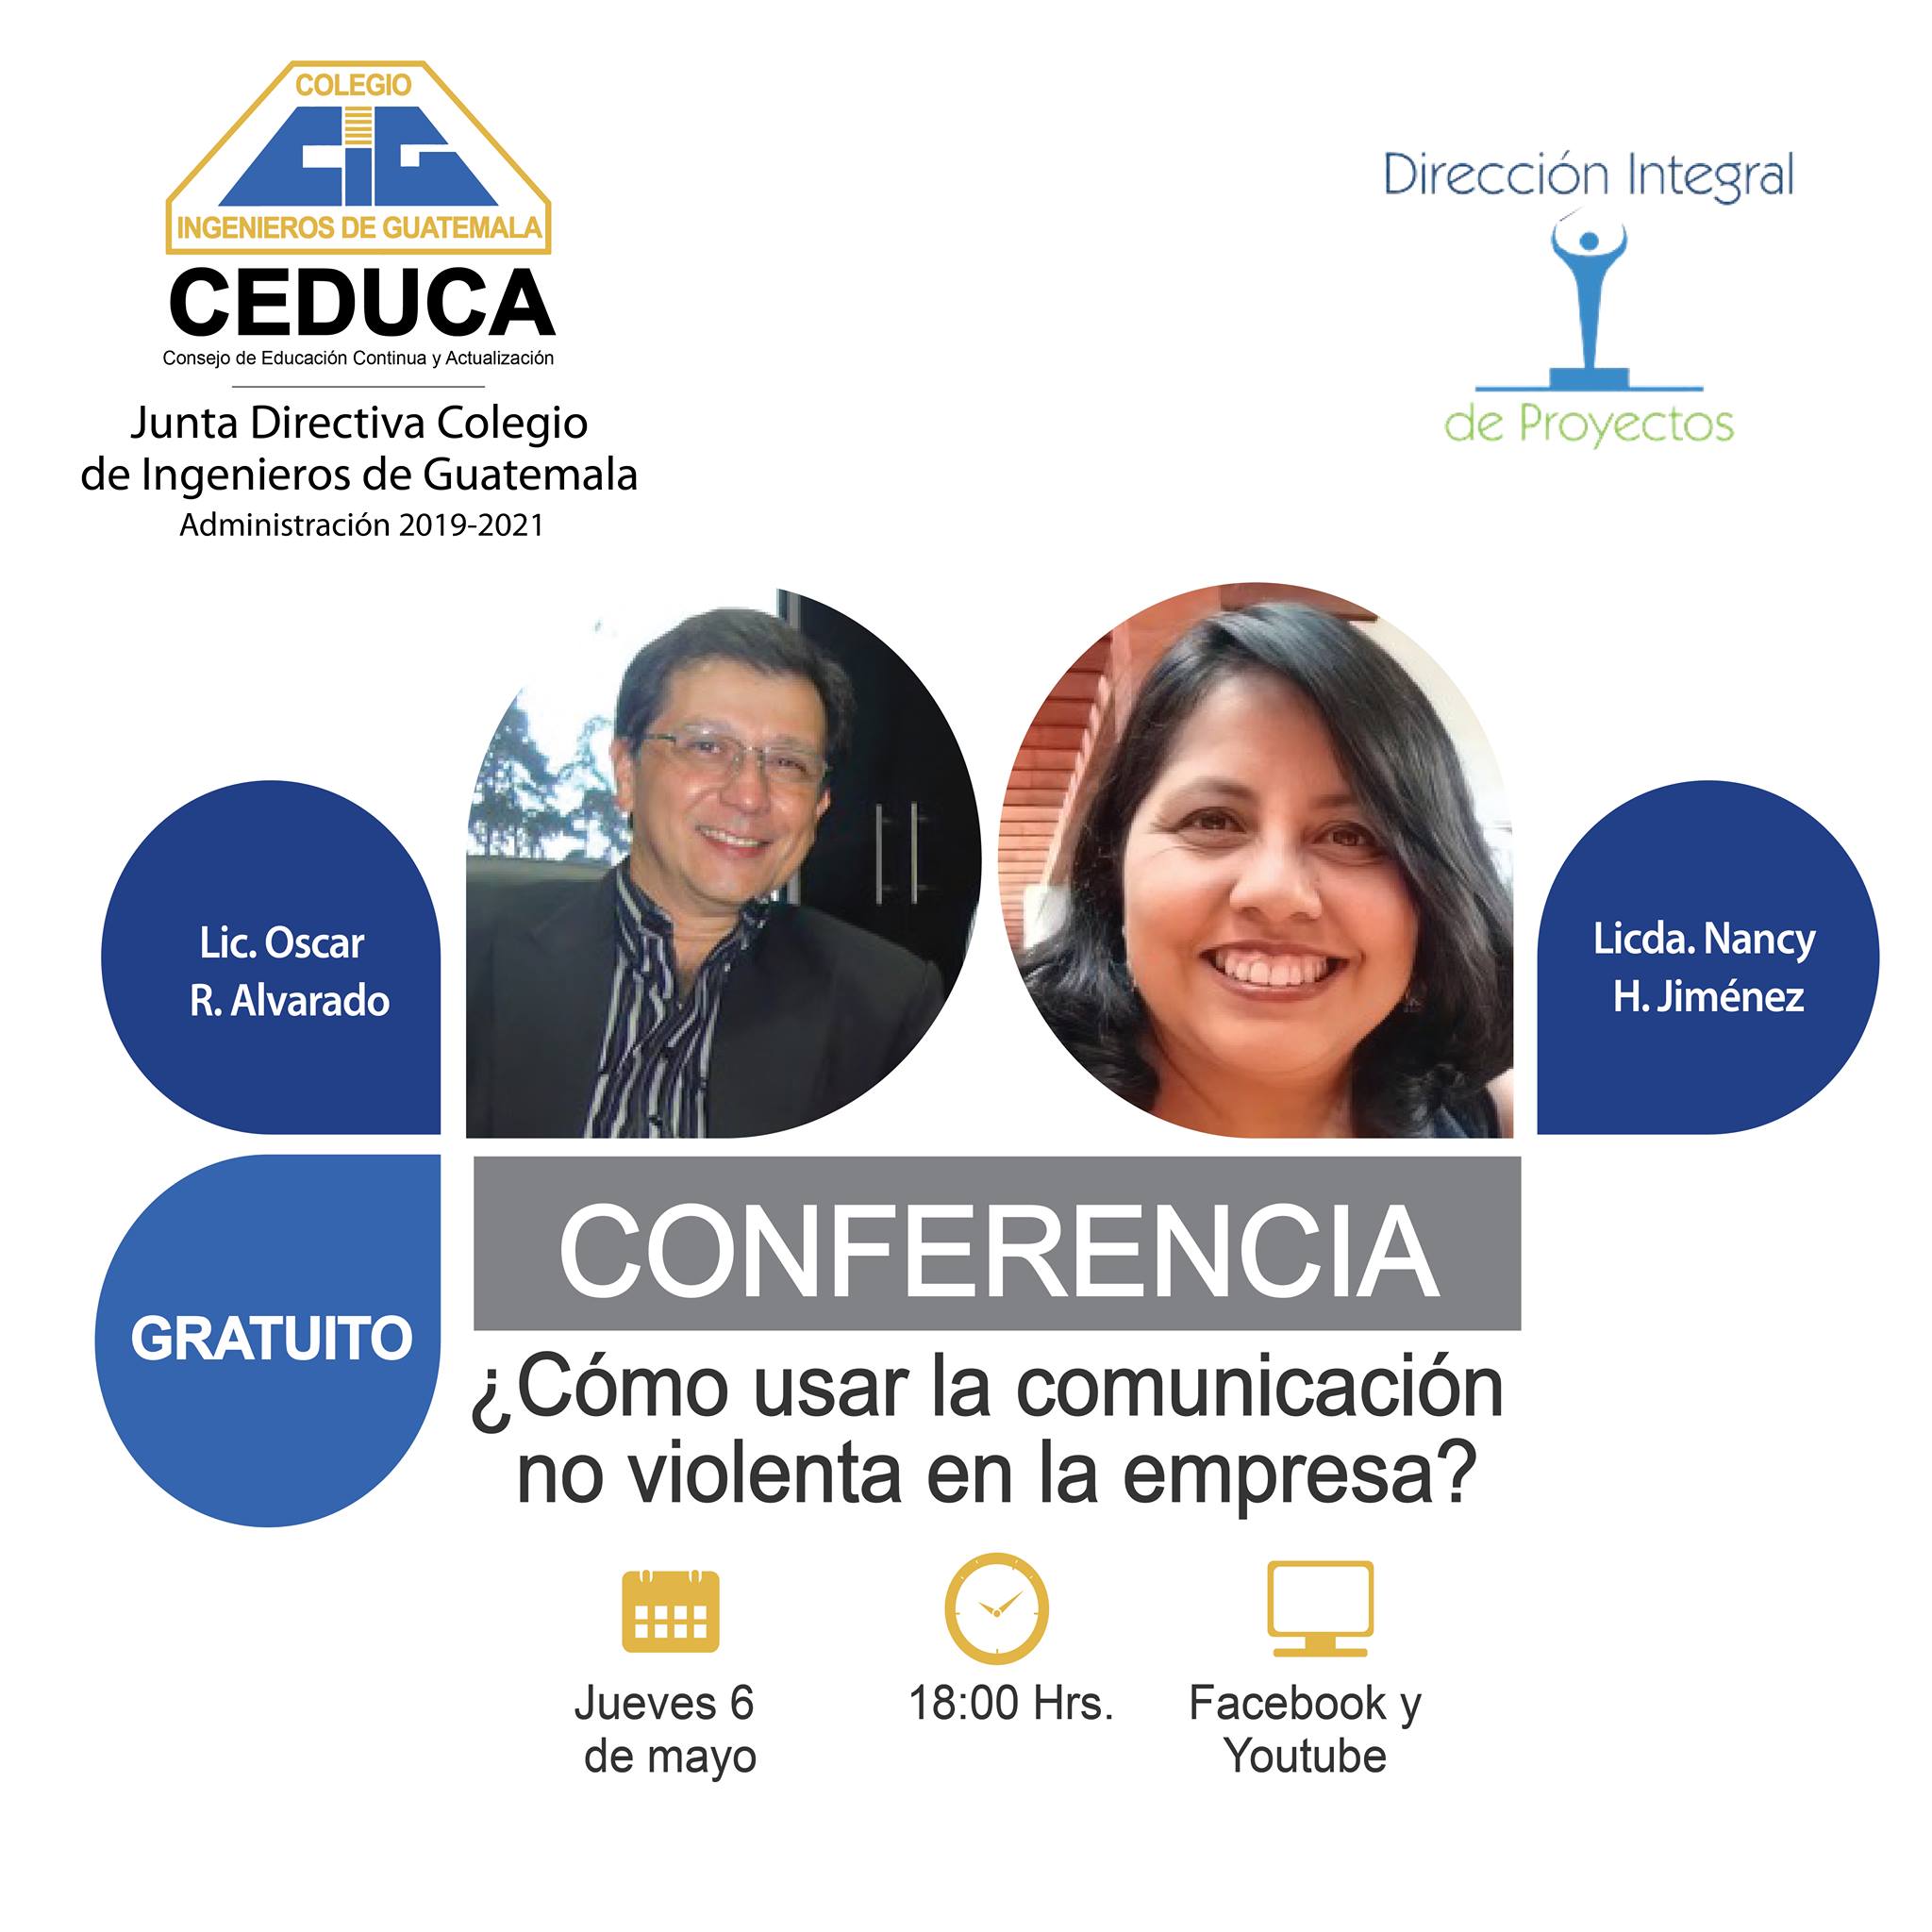 COLEGIO
CIG
INGENIEROS DE GUATEMALA
CEDUCA
Consejo de Educación Continua y Actualización
Junta Directiva Colegio
de Ingenieros de Guatemala
Administración 2019-2021
Dirección Integral
de Proyectos
Lic. Oscar
R. Alvarado
Licda. Nancy
H. Jiménez
GRATUITO
CONFERENCIA
¿Cómo usar la comunicación
no violenta en la empresa?
Jueves 6
de mayo
18:00 Hrs.
Facebook y
Youtube